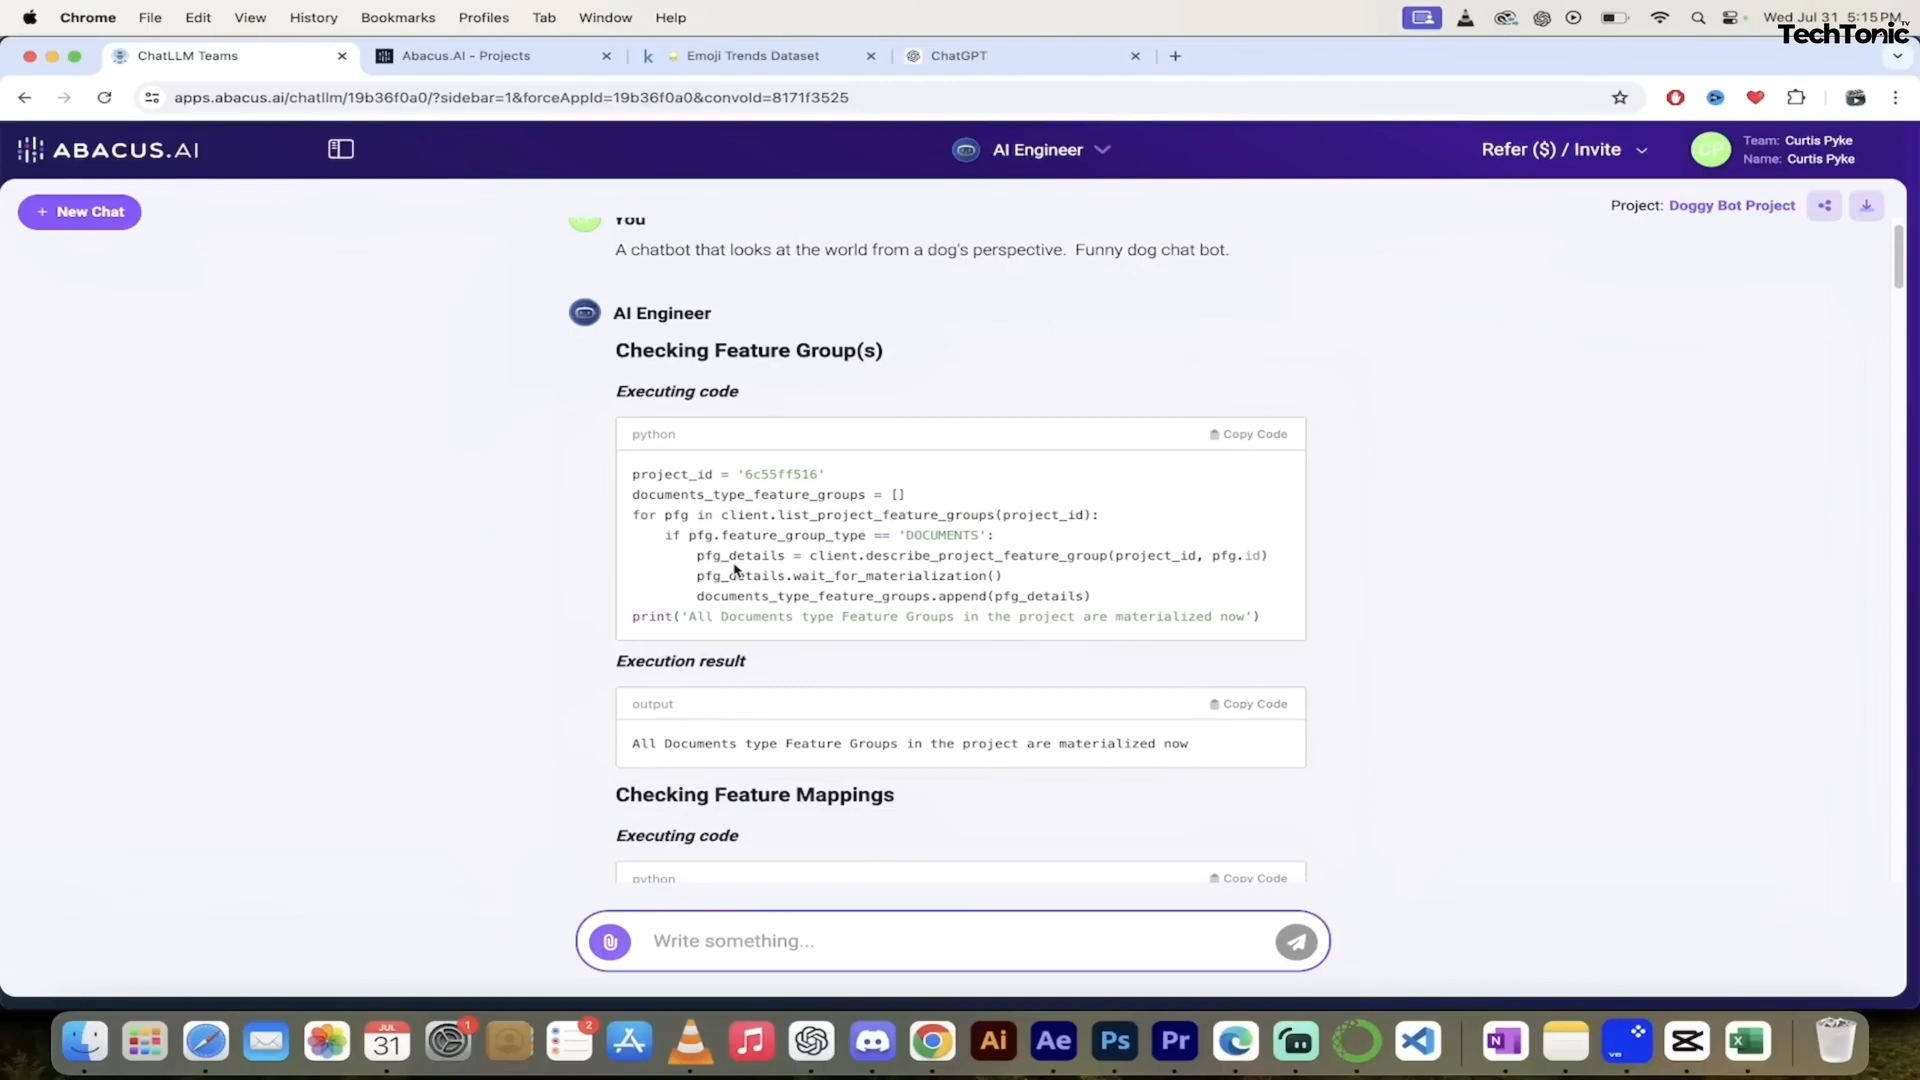 Chrome File Edit View History Bookmarks Profiles Tab Window Help
Wed Jul 31 5:15 PM
TechTonic TV
ChatLLM Teams
Abacus.AI - Projects
Emoji Trends Dataset
ChatGPT
apps.abacus.ai/chatllm/19b36f0a0/?sidebar=1&forceAppId=19b36f0a0&convoId=8171f3525
ABACUS.AI
AI Engineer
Refer ($) / Invite
CP
Team: Curtis Pyke
Name: Curtis Pyke
+ New Chat
Project: Doggy Bot Project
You
A chatbot that looks at the world from a dog's perspective. Funny dog chat bot.
AI Engineer
Checking Feature Group(s)
Executing code
python
Copy Code
project_id = '6c55ff516'
documents_type_feature_groups = []
for pfg in client.list_project_feature_groups(project_id):
if pfg.feature_group_type == 'DOCUMENTS':
pfg_details = client.describe_project_feature_group(project_id, pfg.id)
pfg_details.wait_for_materialization()
documents_type_feature_groups.append(pfg_details)
print('All Documents type Feature Groups in the project are materialized now')
Execution result
output
Copy Code
All Documents type Feature Groups in the project are materialized now
Checking Feature Mappings
Executing code
python
Copy Code
Write something...
JUL
31
1
2
Ai
Ae
Ps
Pr
N
X